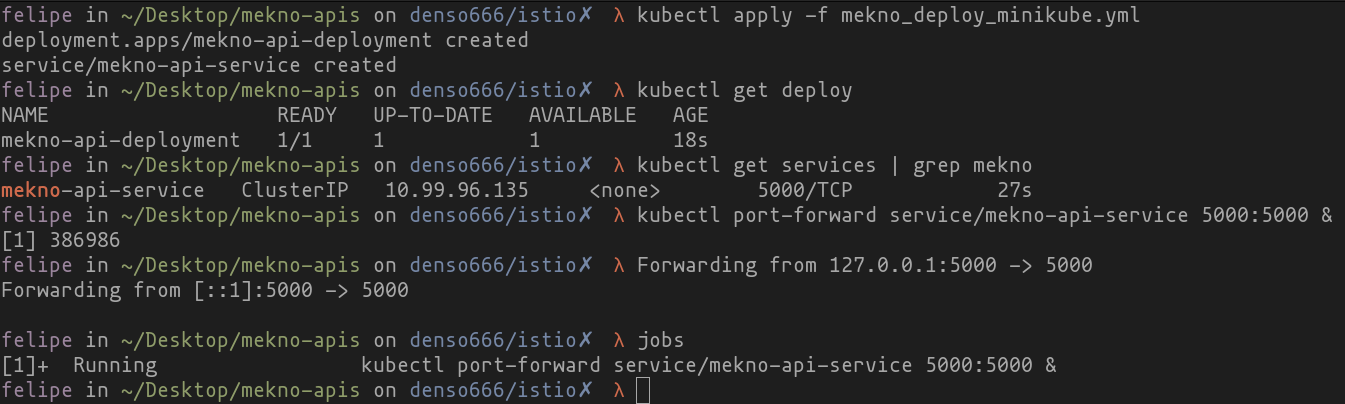 felipe in ~/Desktop/mekno-apis on denso666/istio✗ λ kubectl apply -f mekno_deploy_minikube.yml
deployment.apps/mekno-api-deployment created
service/mekno-api-service created
felipe in ~/Desktop/mekno-apis on denso666/istio✗ λ kubectl get deploy
NAME READY UP-TO-DATE AVAILABLE AGE
mekno-api-deployment 1/1 1 1 18s
felipe in ~/Desktop/mekno-apis on denso666/istio✗ λ kubectl get services | grep mekno
mekno-api-service ClusterIP 10.99.96.135 <none> 5000/TCP 27s
felipe in ~/Desktop/mekno-apis on denso666/istio✗ λ kubectl port-forward service/mekno-api-service 5000:5000 &
[1] 386986
felipe in ~/Desktop/mekno-apis on denso666/istio✗ λ Forwarding from 127.0.0.1:5000 -> 5000
Forwarding from [::1]:5000 -> 5000
felipe in ~/Desktop/mekno-apis on denso666/istio✗ λ jobs
[1]+ Running kubectl port-forward service/mekno-api-service 5000:5000 &
felipe in ~/Desktop/mekno-apis on denso666/istio✗ λ